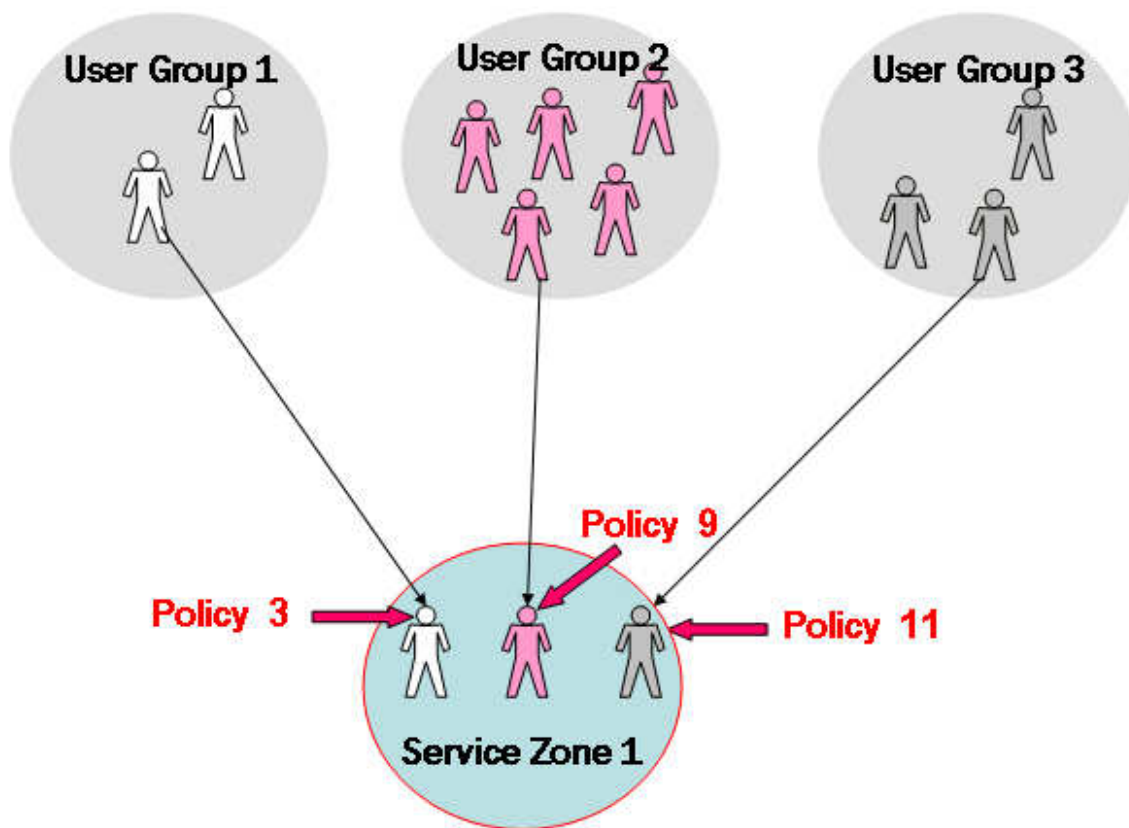 User Group 1
User Group 2
User Group 3
Policy 9
Policy 3
Policy 11
Service Zone 1